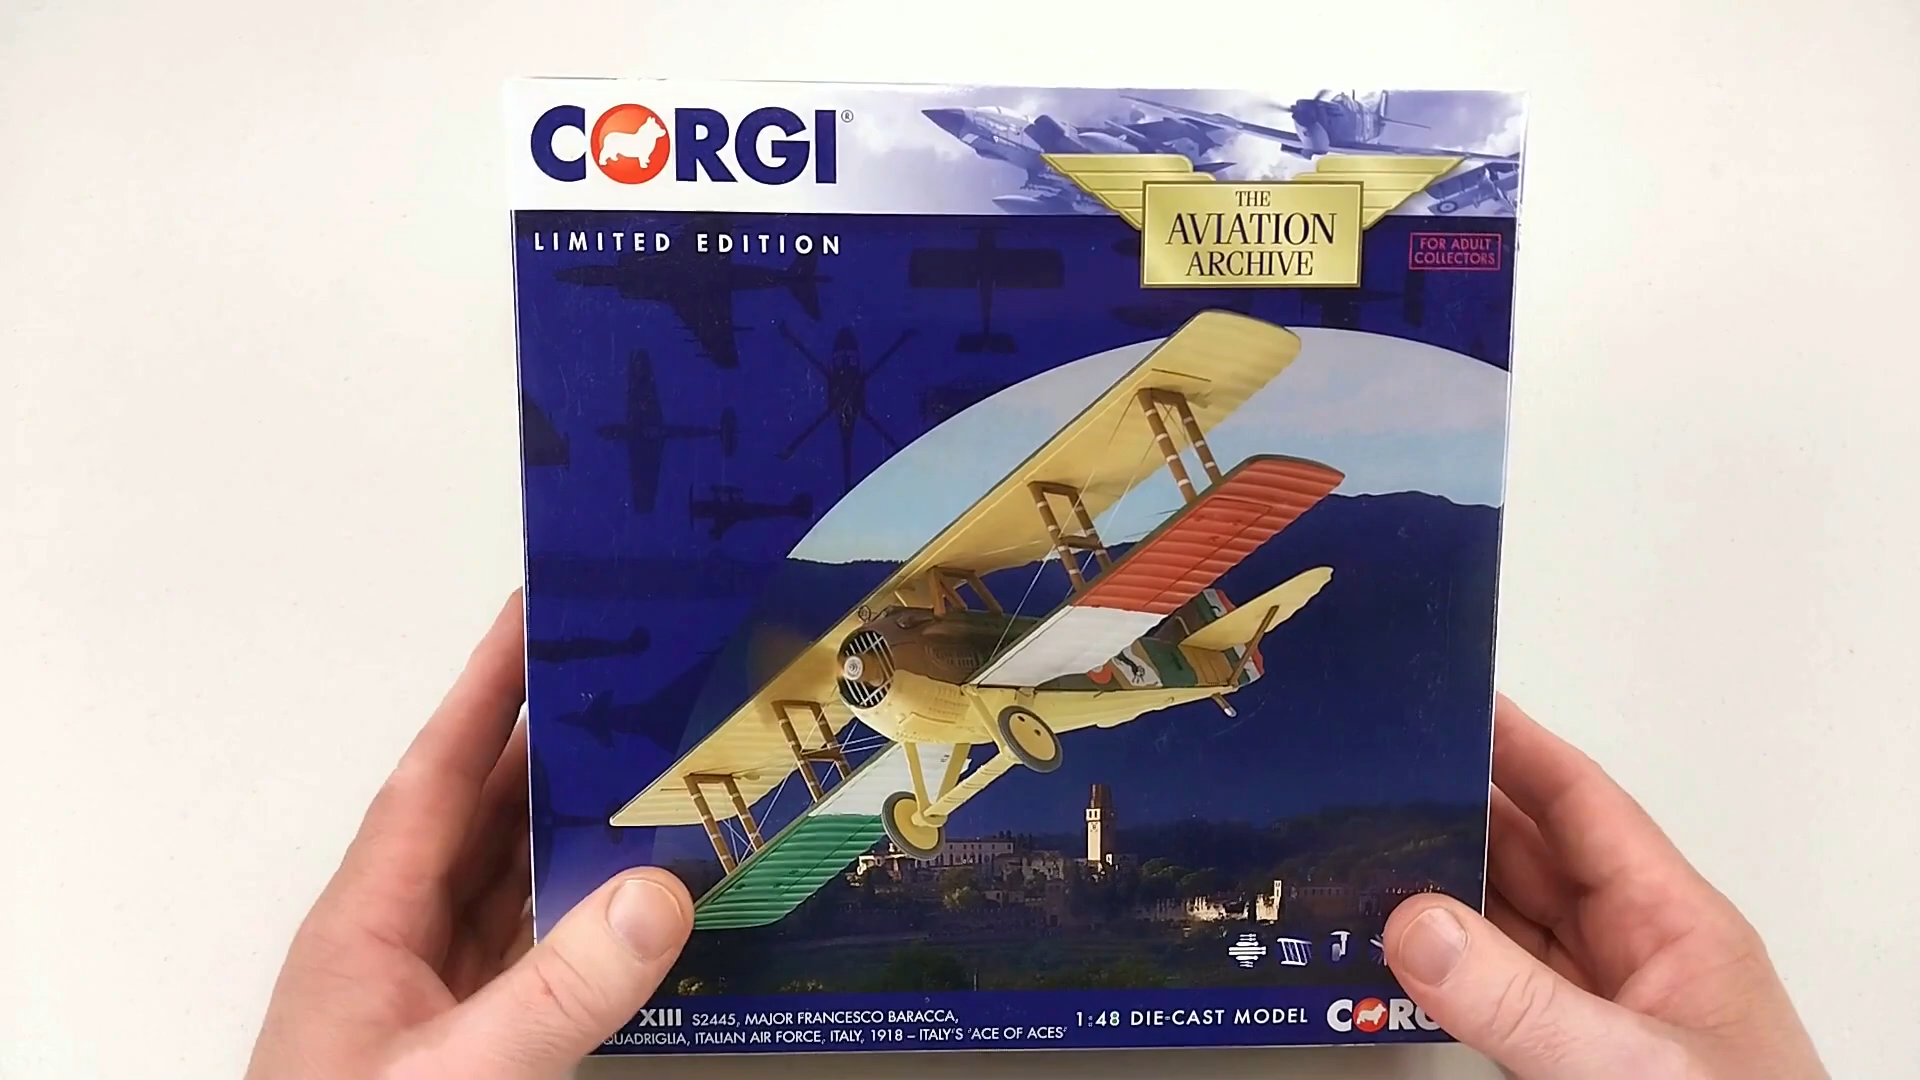 CORGI®
THE
AVIATION
ARCHIVE
LIMITED EDITION
FOR ADULT
COLLECTORS
XIII S2445, MAJOR FRANCESCO BARACCA,
QUADRIGLIA, ITALIAN AIR FORCE, ITALY, 1918 – ITALY'S 'ACE OF ACES'
1:48 DIE-CAST MODEL
CORG